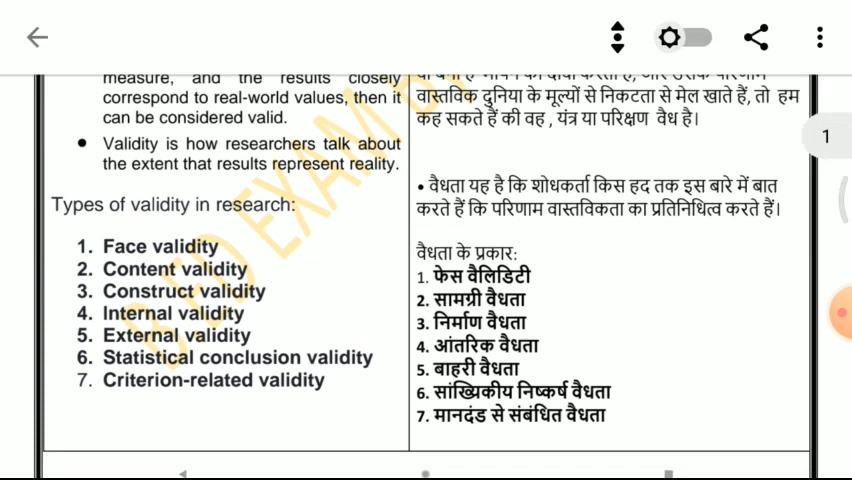 measure, and the results closely
correspond to real-world values, then it
can be considered valid.
• Validity is how researchers talk about
the extent that results represent reality.
Types of validity in research:
1. Face validity
2. Content validity
3. Construct validity
4. Internal validity
5. External validity
6. Statistical conclusion validity
7. Criterion-related validity
वास्तविक दुनिया के मूल्यों से निकटता से मेल खाते हैं, तो हम
कह सकते हैं की वह , यंत्र या परिक्षण वैध है।
• वैधता यह है कि शोधकर्ता किस हद तक इस बारे में बात
करते हैं कि परिणाम वास्तविकता का प्रतिनिधित्व करते हैं।
वैधता के प्रकार:
1. फेस वैलिडिटी
2. सामग्री वैधता
3. निर्माण वैधता
4. आंतरिक वैधता
5. बाहरी वैधता
6. सांख्यिकीय निष्कर्ष वैधता
7. मानदंड से संबंधित वैधता
B.ED EXAM BY
1